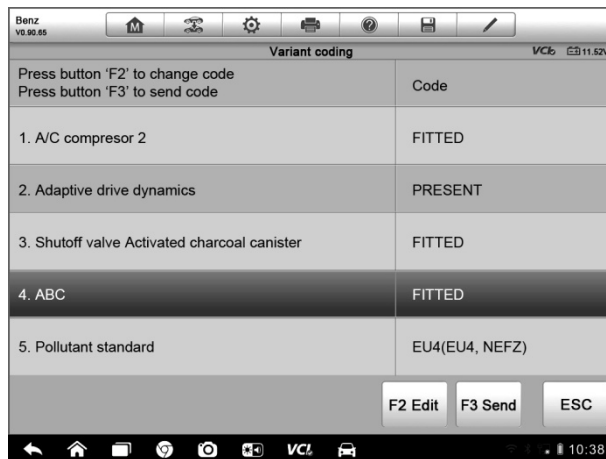 Benz
V0.90.65
M
Variant coding
VCI 11.52V
Press button ‘F2’ to change code
Press button ‘F3’ to send code
Code
1. A/C compresor 2
FITTED
2. Adaptive drive dynamics
PRESENT
3. Shutoff valve Activated charcoal canister
FITTED
4. ABC
FITTED
5. Pollutant standard
EU4(EU4, NEFZ)
F2 Edit
F3 Send
ESC
VCI
10:38